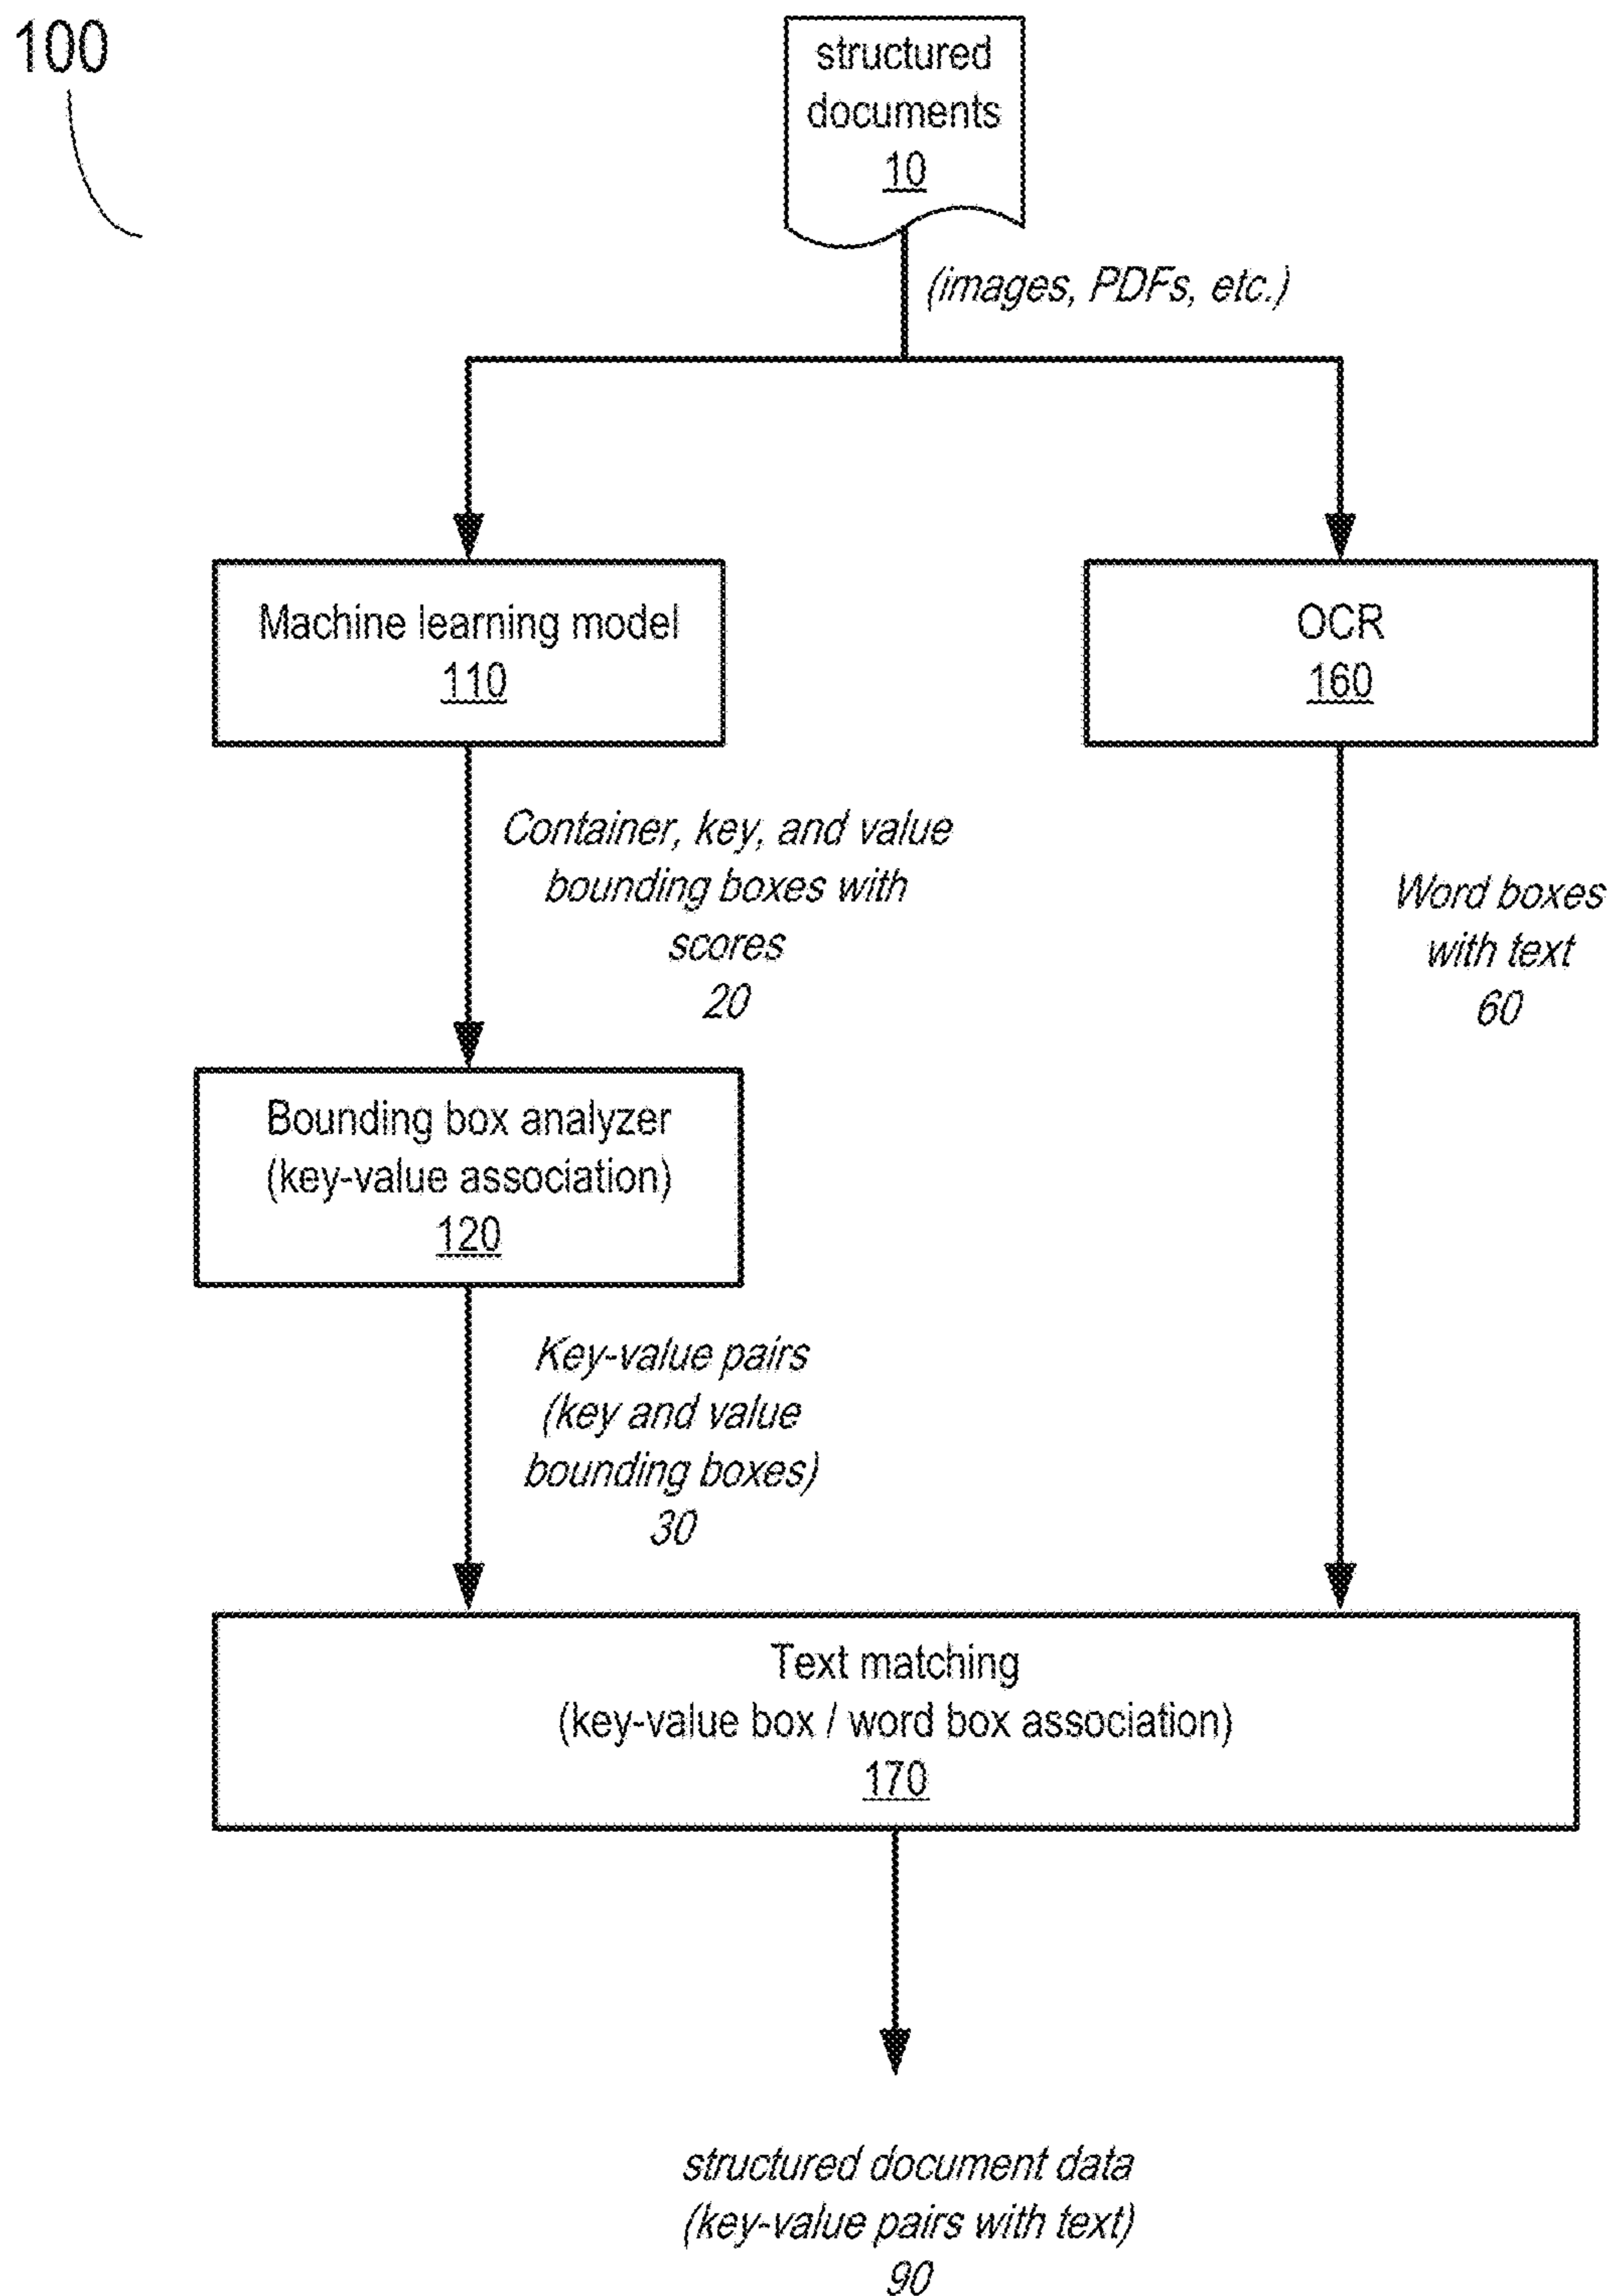 100
structured
documents
10
(images, PDFs, etc.)
Machine learning model
110
OCR
160
Container, key, and value
bounding boxes with
scores
20
Word boxes
with text
60
Bounding box analyzer
(key-value association)
120
Key-value pairs
(key and value
bounding boxes)
30
Text matching
(key-value box / word box association)
170
structured document data
(key-value pairs with text)
90